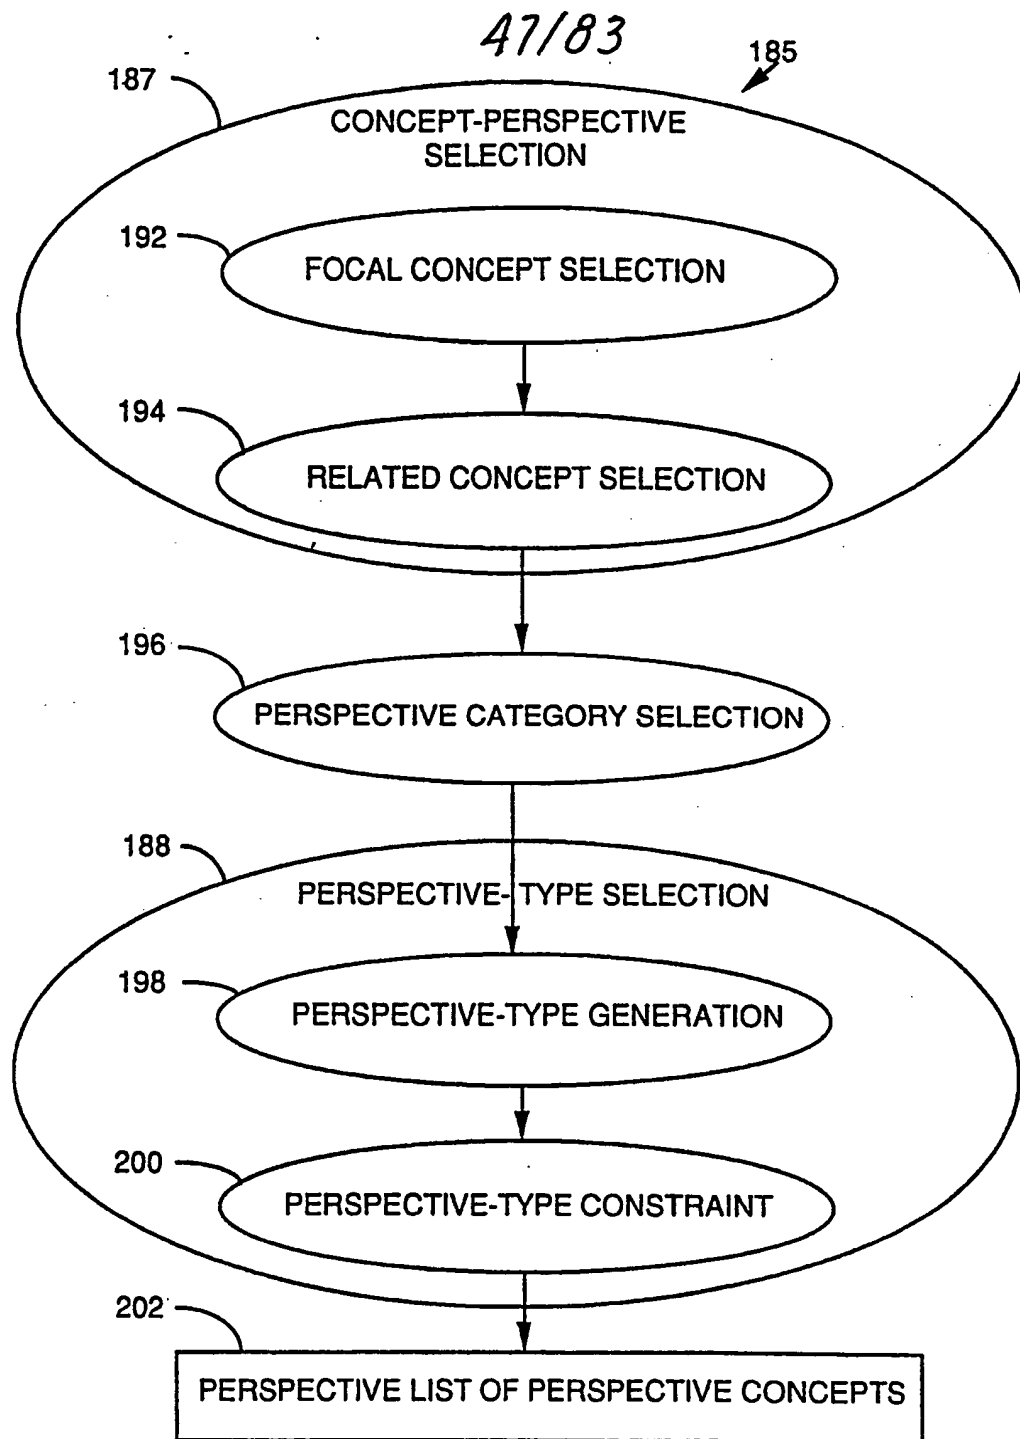 47/83
185
187
CONCEPT-PERSPECTIVE
SELECTION
192
FOCAL CONCEPT SELECTION
194
RELATED CONCEPT SELECTION
196
PERSPECTIVE CATEGORY SELECTION
188
PERSPECTIVE- TYPE SELECTION
198
PERSPECTIVE-TYPE GENERATION
200
PERSPECTIVE-TYPE CONSTRAINT
202
PERSPECTIVE LIST OF PERSPECTIVE CONCEPTS